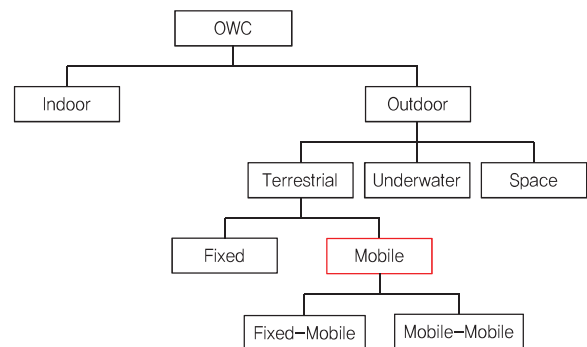 OWC
Indoor
Outdoor
Terrestrial
Underwater
Space
Fixed
Mobile
Fixed-Mobile
Mobile-Mobile